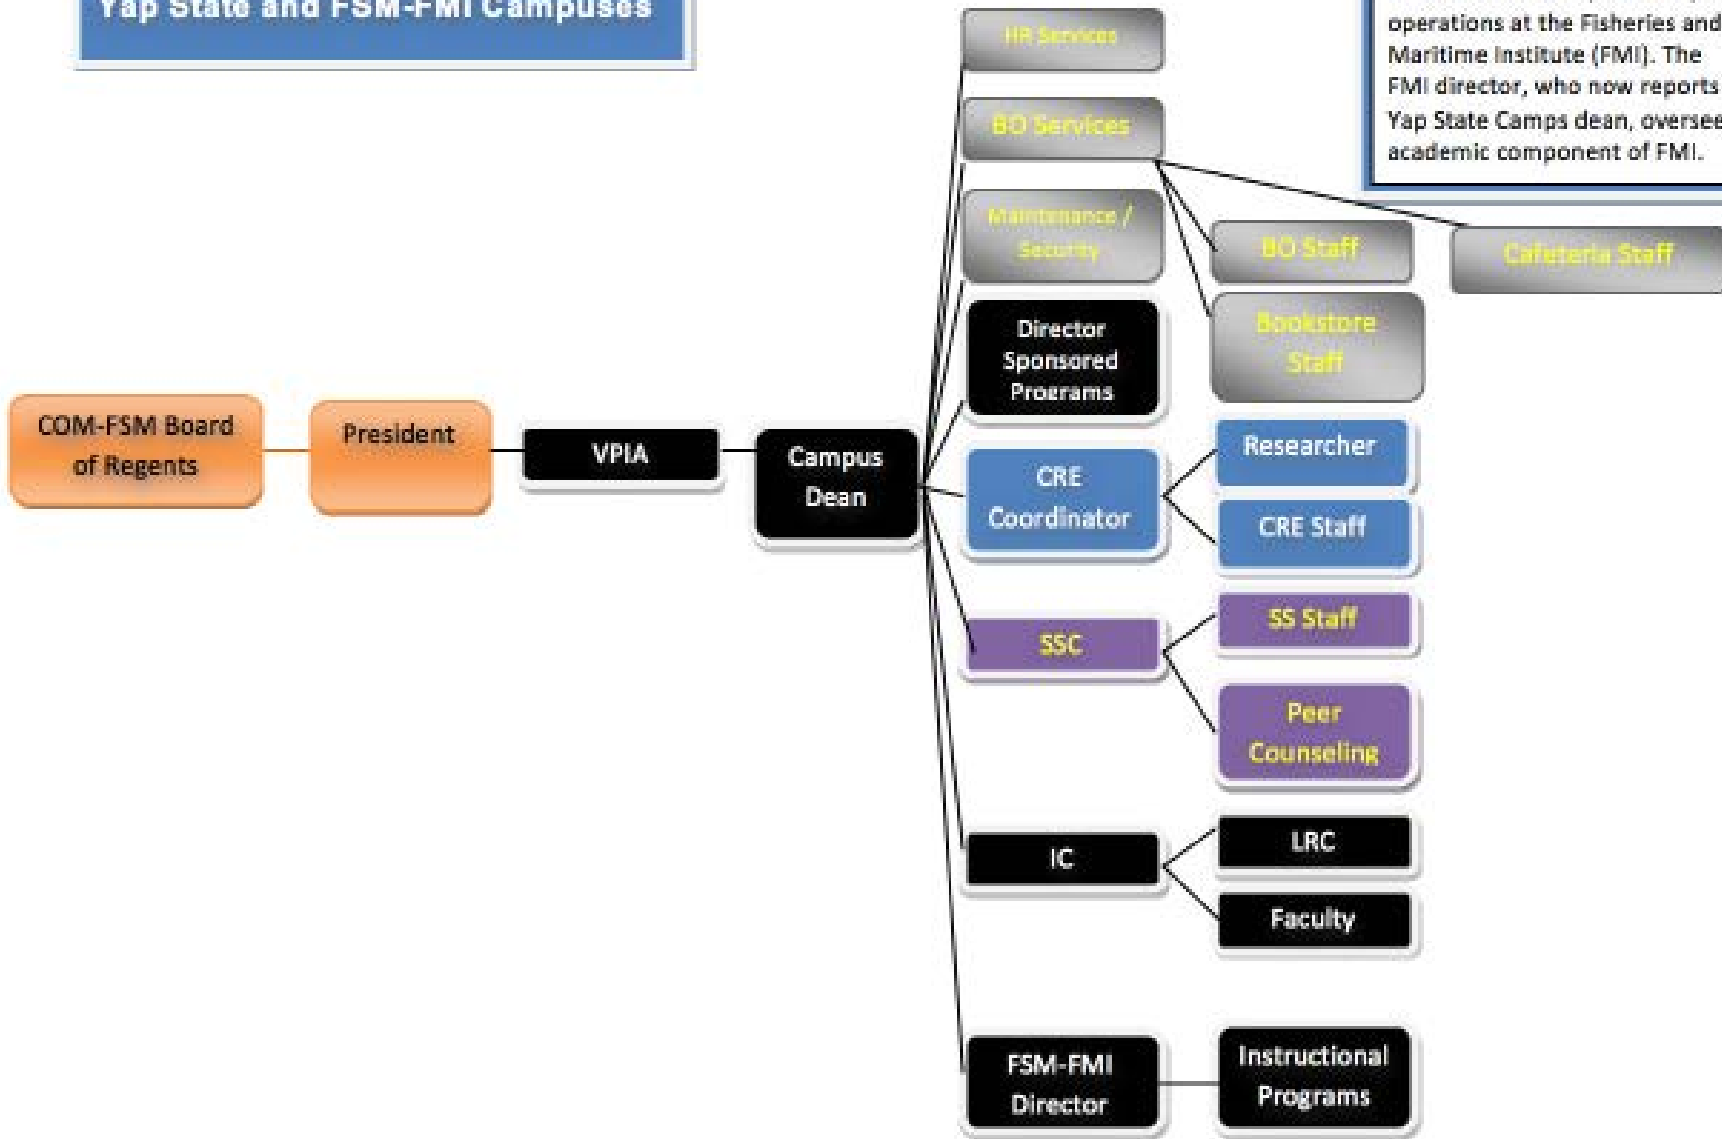 Yap State and FSM-FMI Campuses
operations at the Fisheries and
Maritime Institute (FMI). The
FMI director, who now reports
Yap State Camps dean, oversee
academic component of FMI.
HR Services
BO Services
Maintenance /
Security
BO Staff
Cafeteria Staff
Bookstore
Staff
Director
Sponsored
Programs
COM-FSM Board
of Regents
President
VPIA
Campus
Dean
CRE
Coordinator
Researcher
CRE Staff
SSC
SS Staff
Peer
Counseling
IC
LRC
Faculty
FSM-FMI
Director
Instructional
Programs